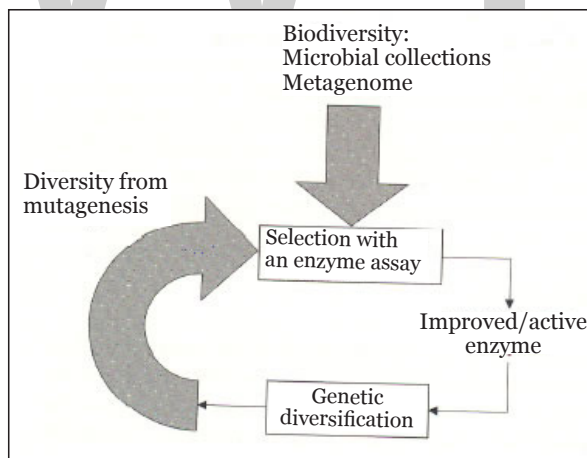 Biodiversity:
Microbial collections
Metagenome
Diversity from
mutagenesis
Selection with
an enzyme assay
Improved/active
enzyme
Genetic
diversification